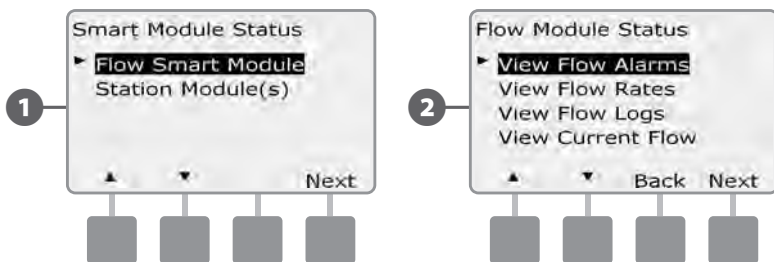 Smart Module Status
► Flow Smart Module
Station Module(s)
▲ ▼ Next
1
Flow Module Status
► View Flow Alarms
View Flow Rates
View Flow Logs
View Current Flow
▲ ▼ Back Next
2